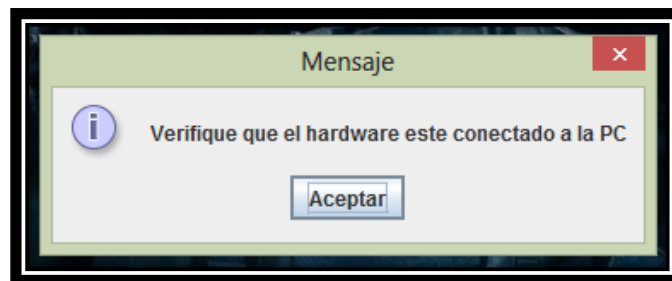 Mensaje
Verifique que el hardware este conectado a la PC
Aceptar